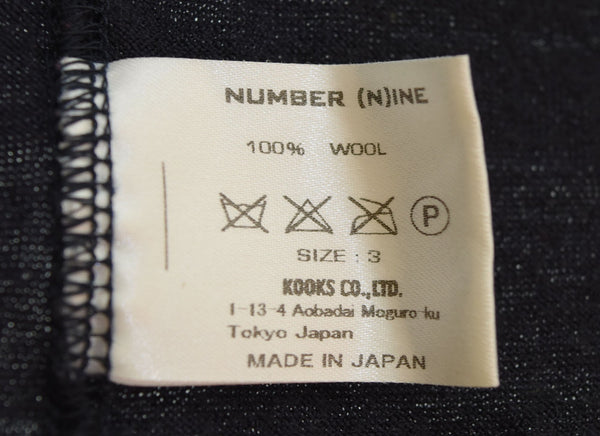 NUMBER (N)INE
100% WOOL
P
SIZE : 3
KOOKS CO.,LTD.
1-13-4 Aobadai Moguro-ku
Tokyo Japan
MADE IN JAPAN